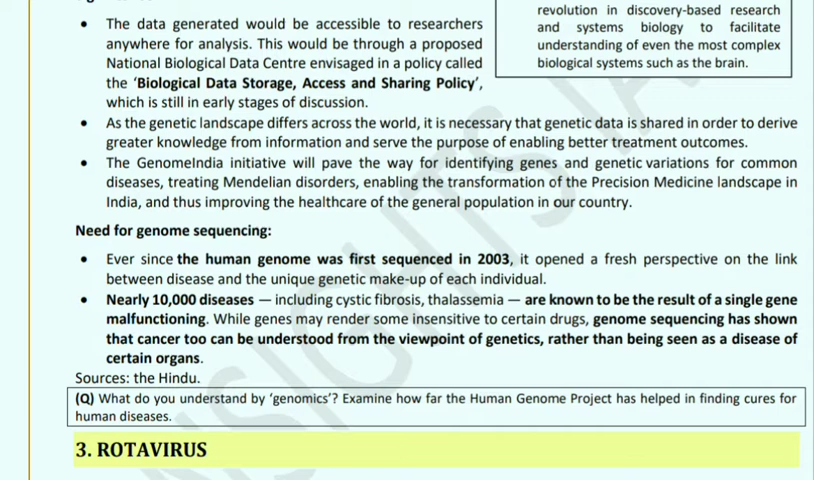 revolution in discovery-based research
and systems biology to facilitate
understanding of even the most complex
biological systems such as the brain.
• The data generated would be accessible to researchers
anywhere for analysis. This would be through a proposed
National Biological Data Centre envisaged in a policy called
the ‘Biological Data Storage, Access and Sharing Policy’,
which is still in early stages of discussion.
• As the genetic landscape differs across the world, it is necessary that genetic data is shared in order to derive
greater knowledge from information and serve the purpose of enabling better treatment outcomes.
• The GenomeIndia initiative will pave the way for identifying genes and genetic variations for common
diseases, treating Mendelian disorders, enabling the transformation of the Precision Medicine landscape in
India, and thus improving the healthcare of the general population in our country.
Need for genome sequencing:
• Ever since the human genome was first sequenced in 2003, it opened a fresh perspective on the link
between disease and the unique genetic make-up of each individual.
• Nearly 10,000 diseases — including cystic fibrosis, thalassemia — are known to be the result of a single gene
malfunctioning. While genes may render some insensitive to certain drugs, genome sequencing has shown
that cancer too can be understood from the viewpoint of genetics, rather than being seen as a disease of
certain organs.
Sources: the Hindu.
(Q) What do you understand by ‘genomics’? Examine how far the Human Genome Project has helped in finding cures for
human diseases.
3. ROTAVIRUS